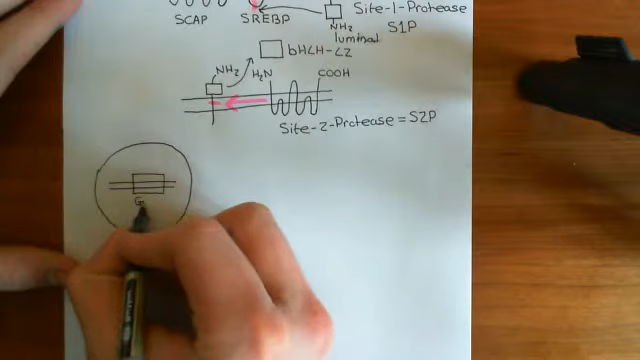 SCAP SREBP
Site-1-Protease
S1P
NH2
luminal
bHLH-LZ
NH2 H2N COOH
Site-2-Protease = S2P
G